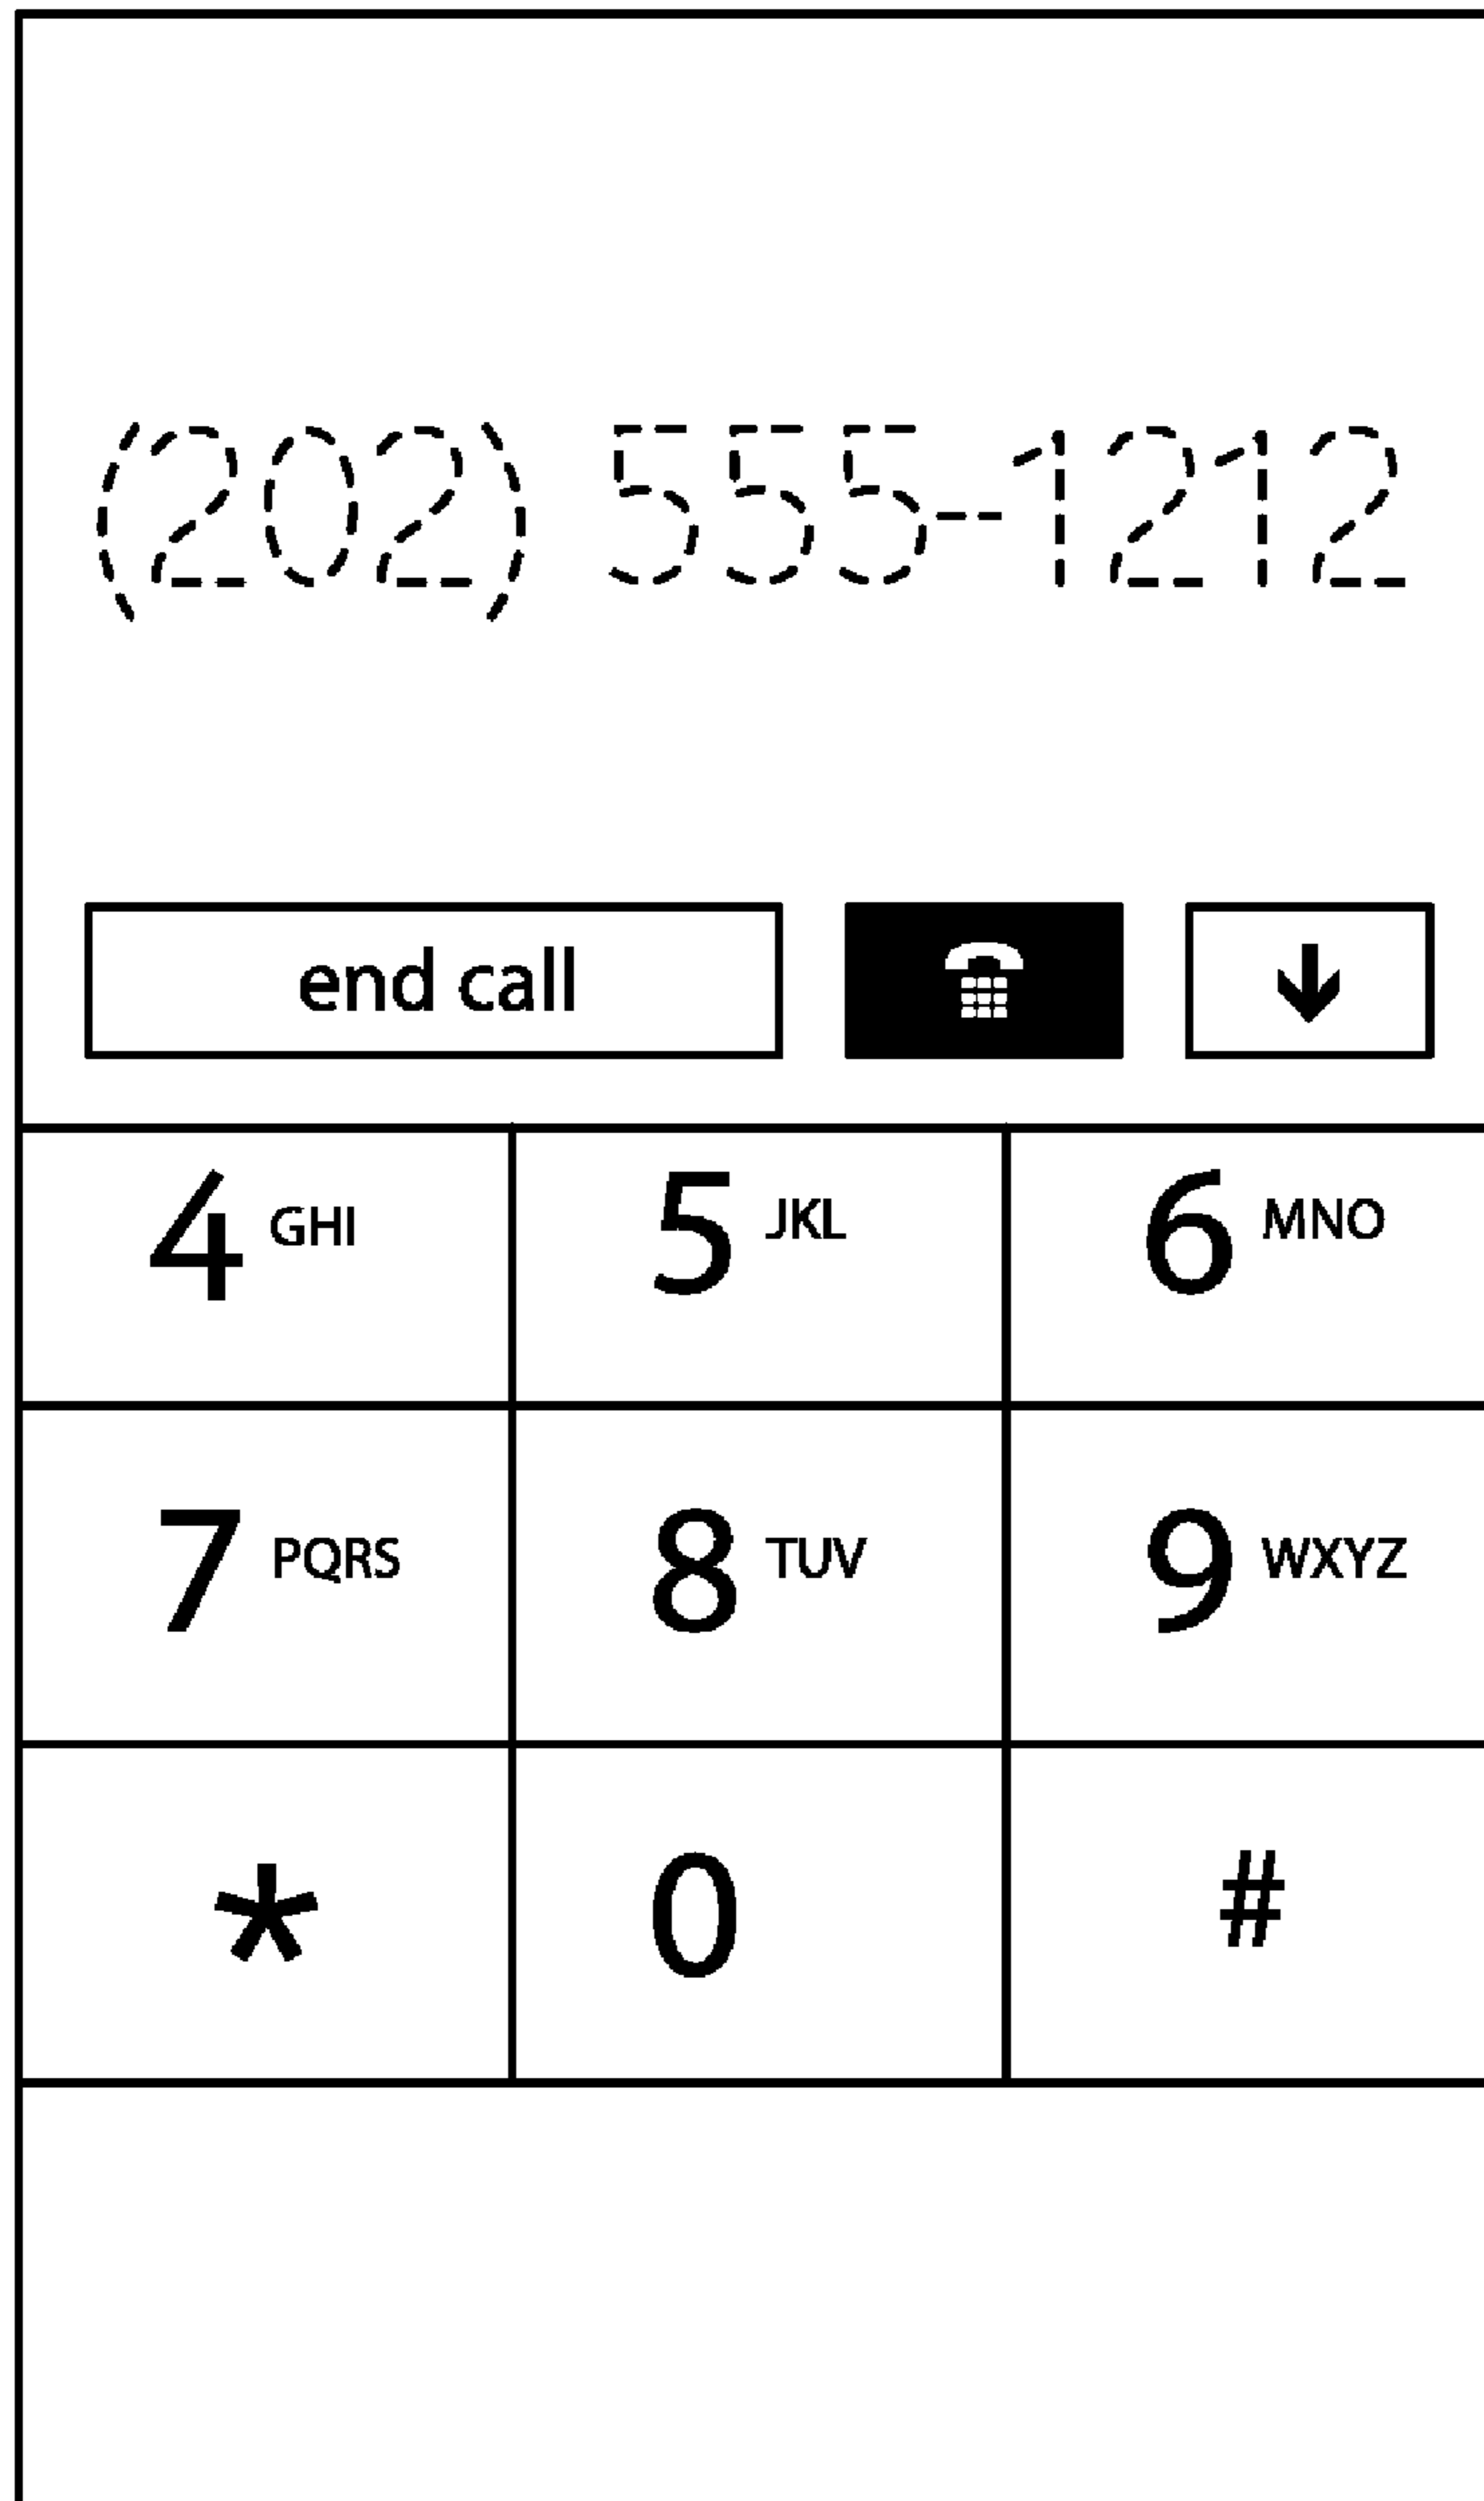 (202) 555-1212
end call
4 GHI 5 JKL 6 MNO
7 PQRS 8 TUV 9 WXYZ
* 0 #